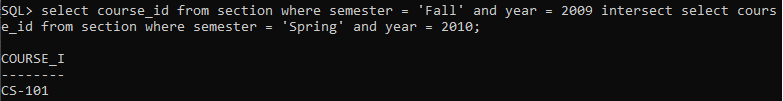 SQL> select course_id from section where semester = 'Fall' and year = 2009 intersect select cours
e_id from section where semester = 'Spring' and year = 2010;
COURSE_I
--------
CS-101